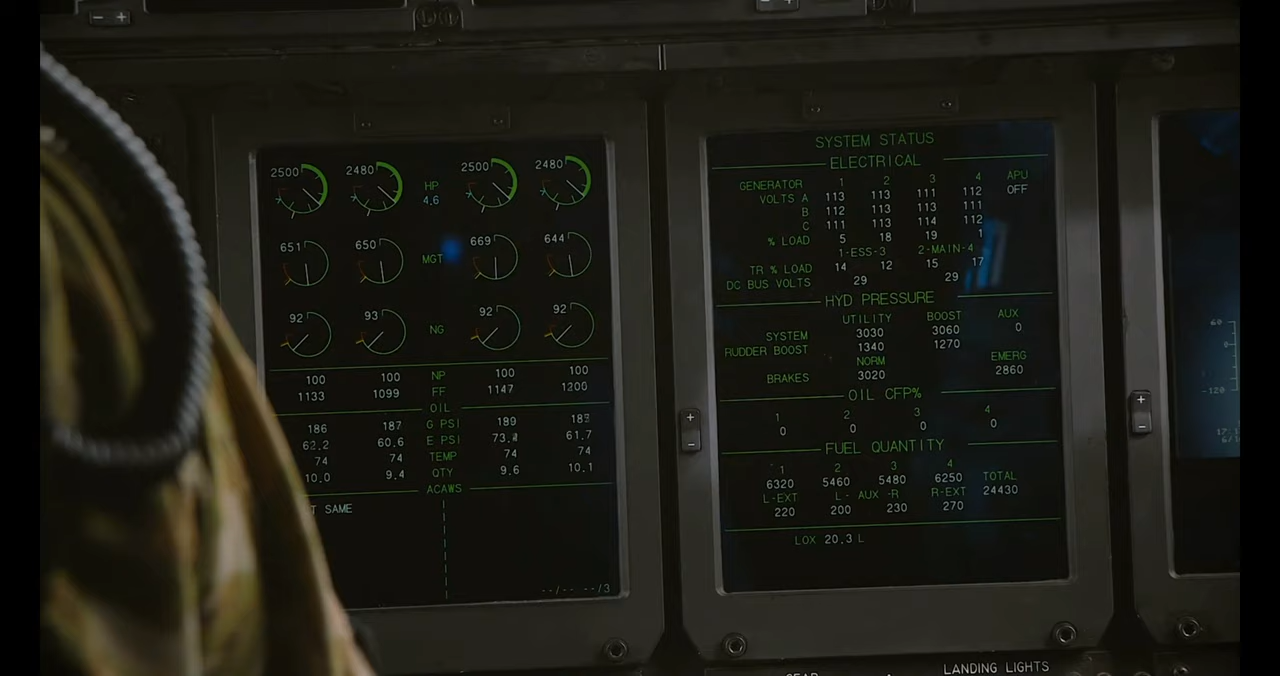 2500 2480 HP 2500 2480
4.6
651 650 MGT 669 644
92 93 NG 92 92
100 100 NP 100 100
1133 1099 FF 1147 1200
OIL
186 187 G PSI 189
62.2 60.6 E PSI 61.7
74 74 TEMP 74 74
10.0 9.4 QTY 9.6 10.1
ACAWS
T SAME
--/-- --/3
SYSTEM STATUS
ELECTRICAL
GENERATOR 1 2 3 4 APU
VOLTS A 113 113 111 112 OFF
B 112 113 113 111
C 111 113 114 112
% LOAD 5 18 19 1
1-ESS-3 2-MAIN-4
TR % LOAD 14 12 15 17
DC BUS VOLTS 29 29
HYD PRESSURE
UTILITY BOOST AUX
SYSTEM 3030 3060 0
RUDDER BOOST 1340 1270
NORM EMERG
BRAKES 3020 2860
OIL CFP%
1 2 3 4
0 0 0 0
FUEL QUANTITY
1 2 3 4 TOTAL
6320 5460 5480 6250 24430
L-EXT L- AUX -R R-EXT
220 200 230 270
LOX 20.3 L
60
0
-120
LANDING LIGHTS